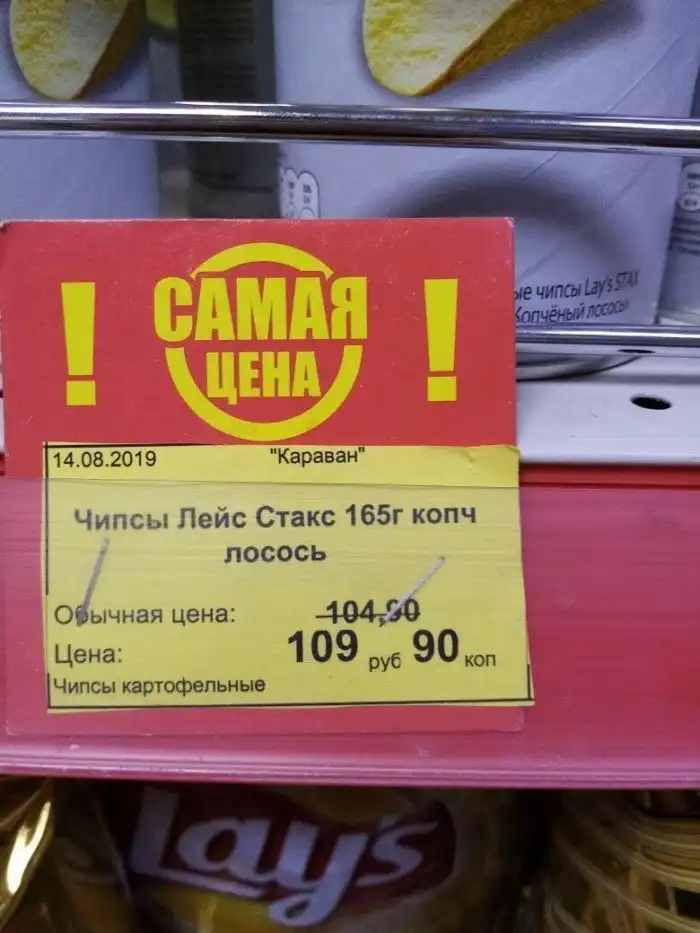 ые чипсы Lay's STAX
Копчёный лосось
! САМАЯ !
ЦЕНА
14.08.2019 "Караван"
Чипсы Лейс Стакс 165г копч
лосось
Обычная цена: 104,90
Цена: 109 руб 90 коп
Чипсы картофельные
Lay's